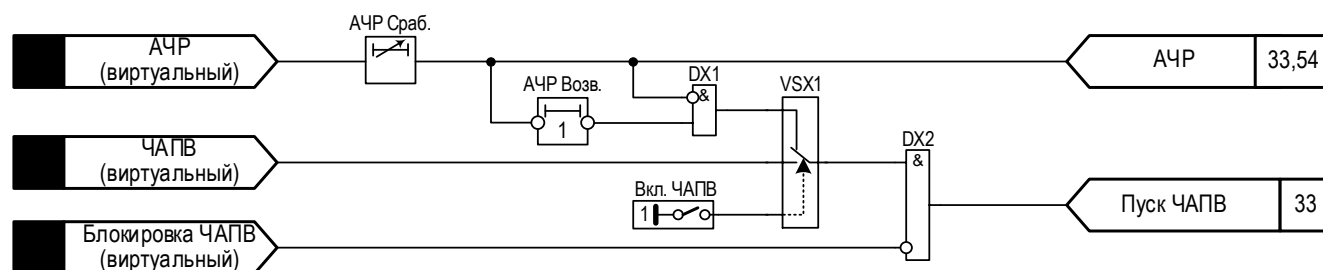 АЧР Сраб.
АЧР
(виртуальный)
АЧР
33,54
АЧР Возв.
1
DX1
&
VSX1
ЧАПВ
(виртуальный)
DX2
&
Вкл. ЧАПВ
1
Пуск ЧАПВ
33
Блокировка ЧАПВ
(виртуальный)